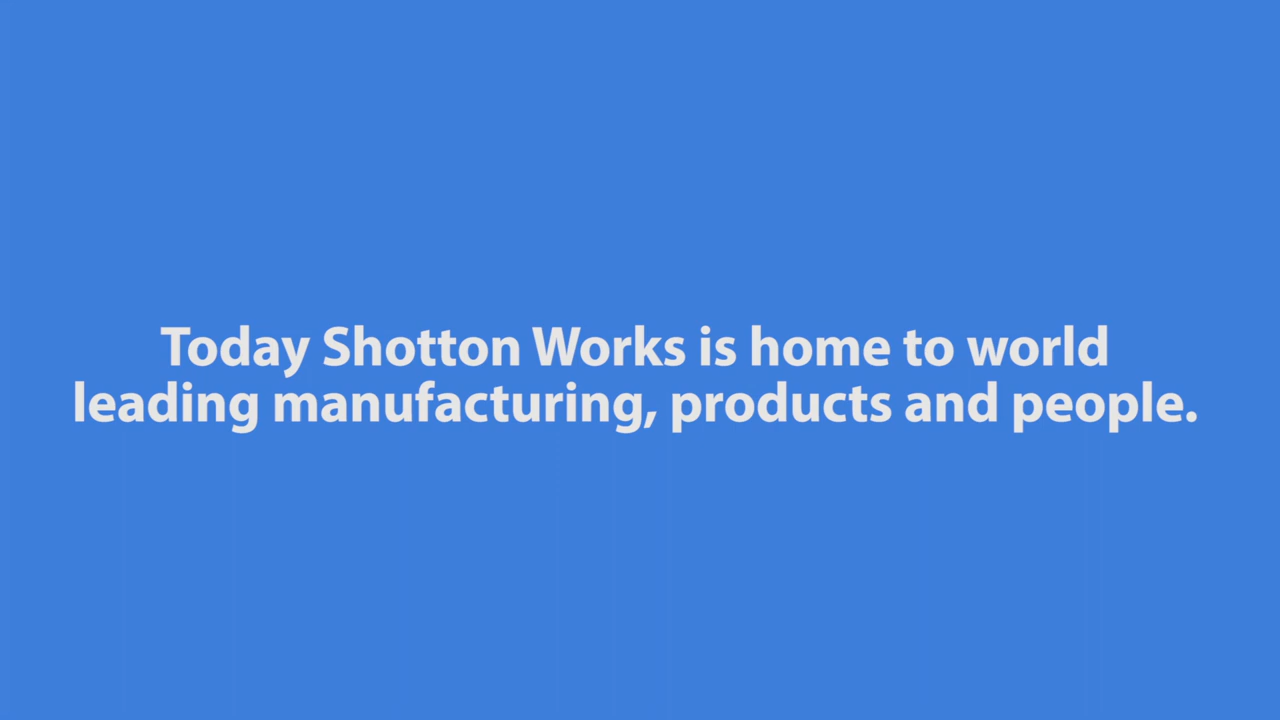 Today Shotton Works is home to world
leading manufacturing, products and people.